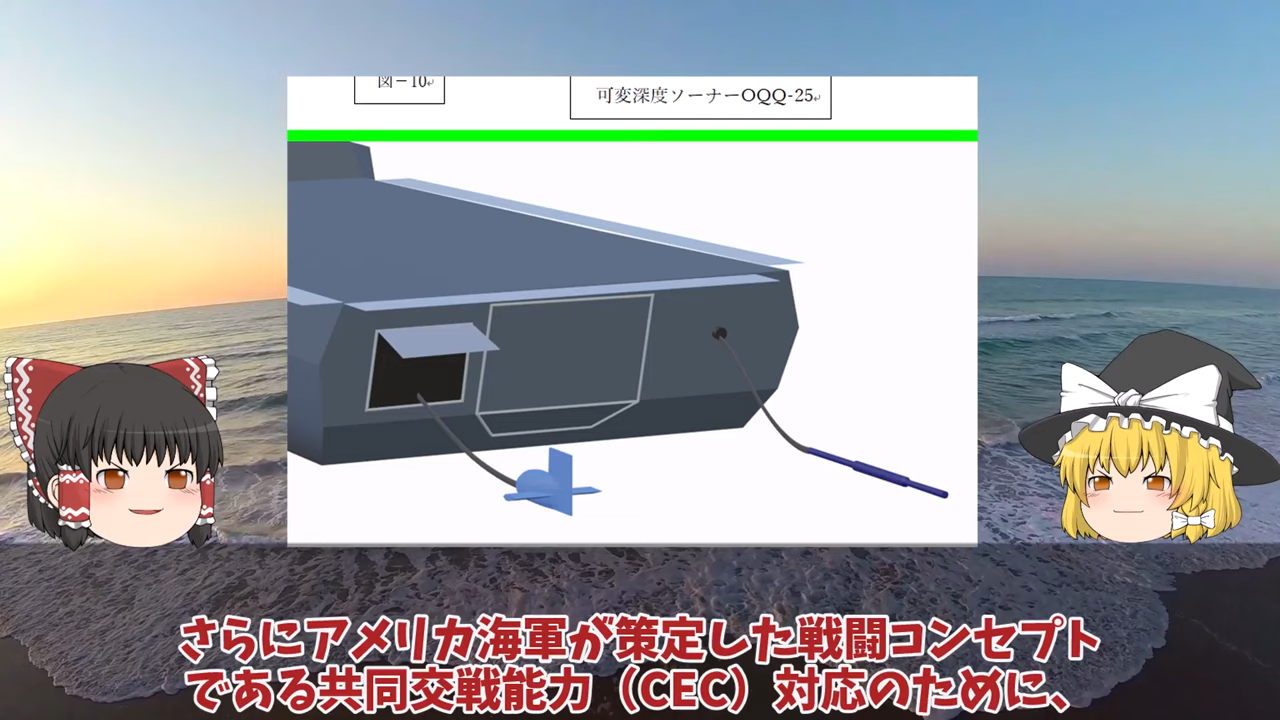 図－10
可変深度ソーナーOQQ-25
さらにアメリカ海軍が策定した戦闘コンセプト
である共同交戦能力（CEC）対応のために、